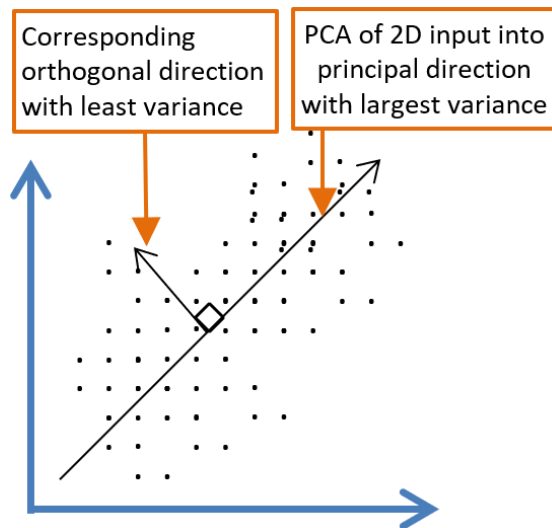 Corresponding
orthogonal direction
with least variance
PCA of 2D input into
principal direction
with largest variance